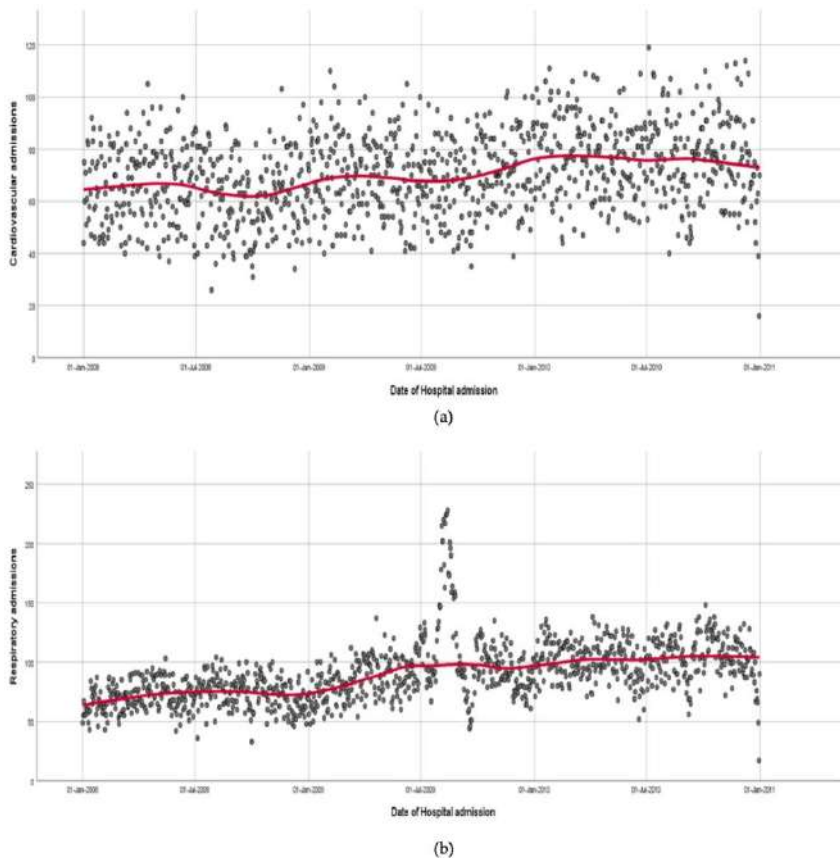 120
100
80
60
40
20
0
Cardiovascular admissions
01-Jan-2008 01-Jul-2008 01-Jan-2009 01-Jul-2009 01-Jan-2010 01-Jul-2010 01-Jan-2011
Date of Hospital admission
(a)
250
200
150
100
50
0
Respiratory admissions
01-Jan-2008 01-Jul-2008 01-Jan-2009 01-Jul-2009 01-Jan-2010 01-Jul-2010 01-Jan-2011
Date of Hospital admission
(b)